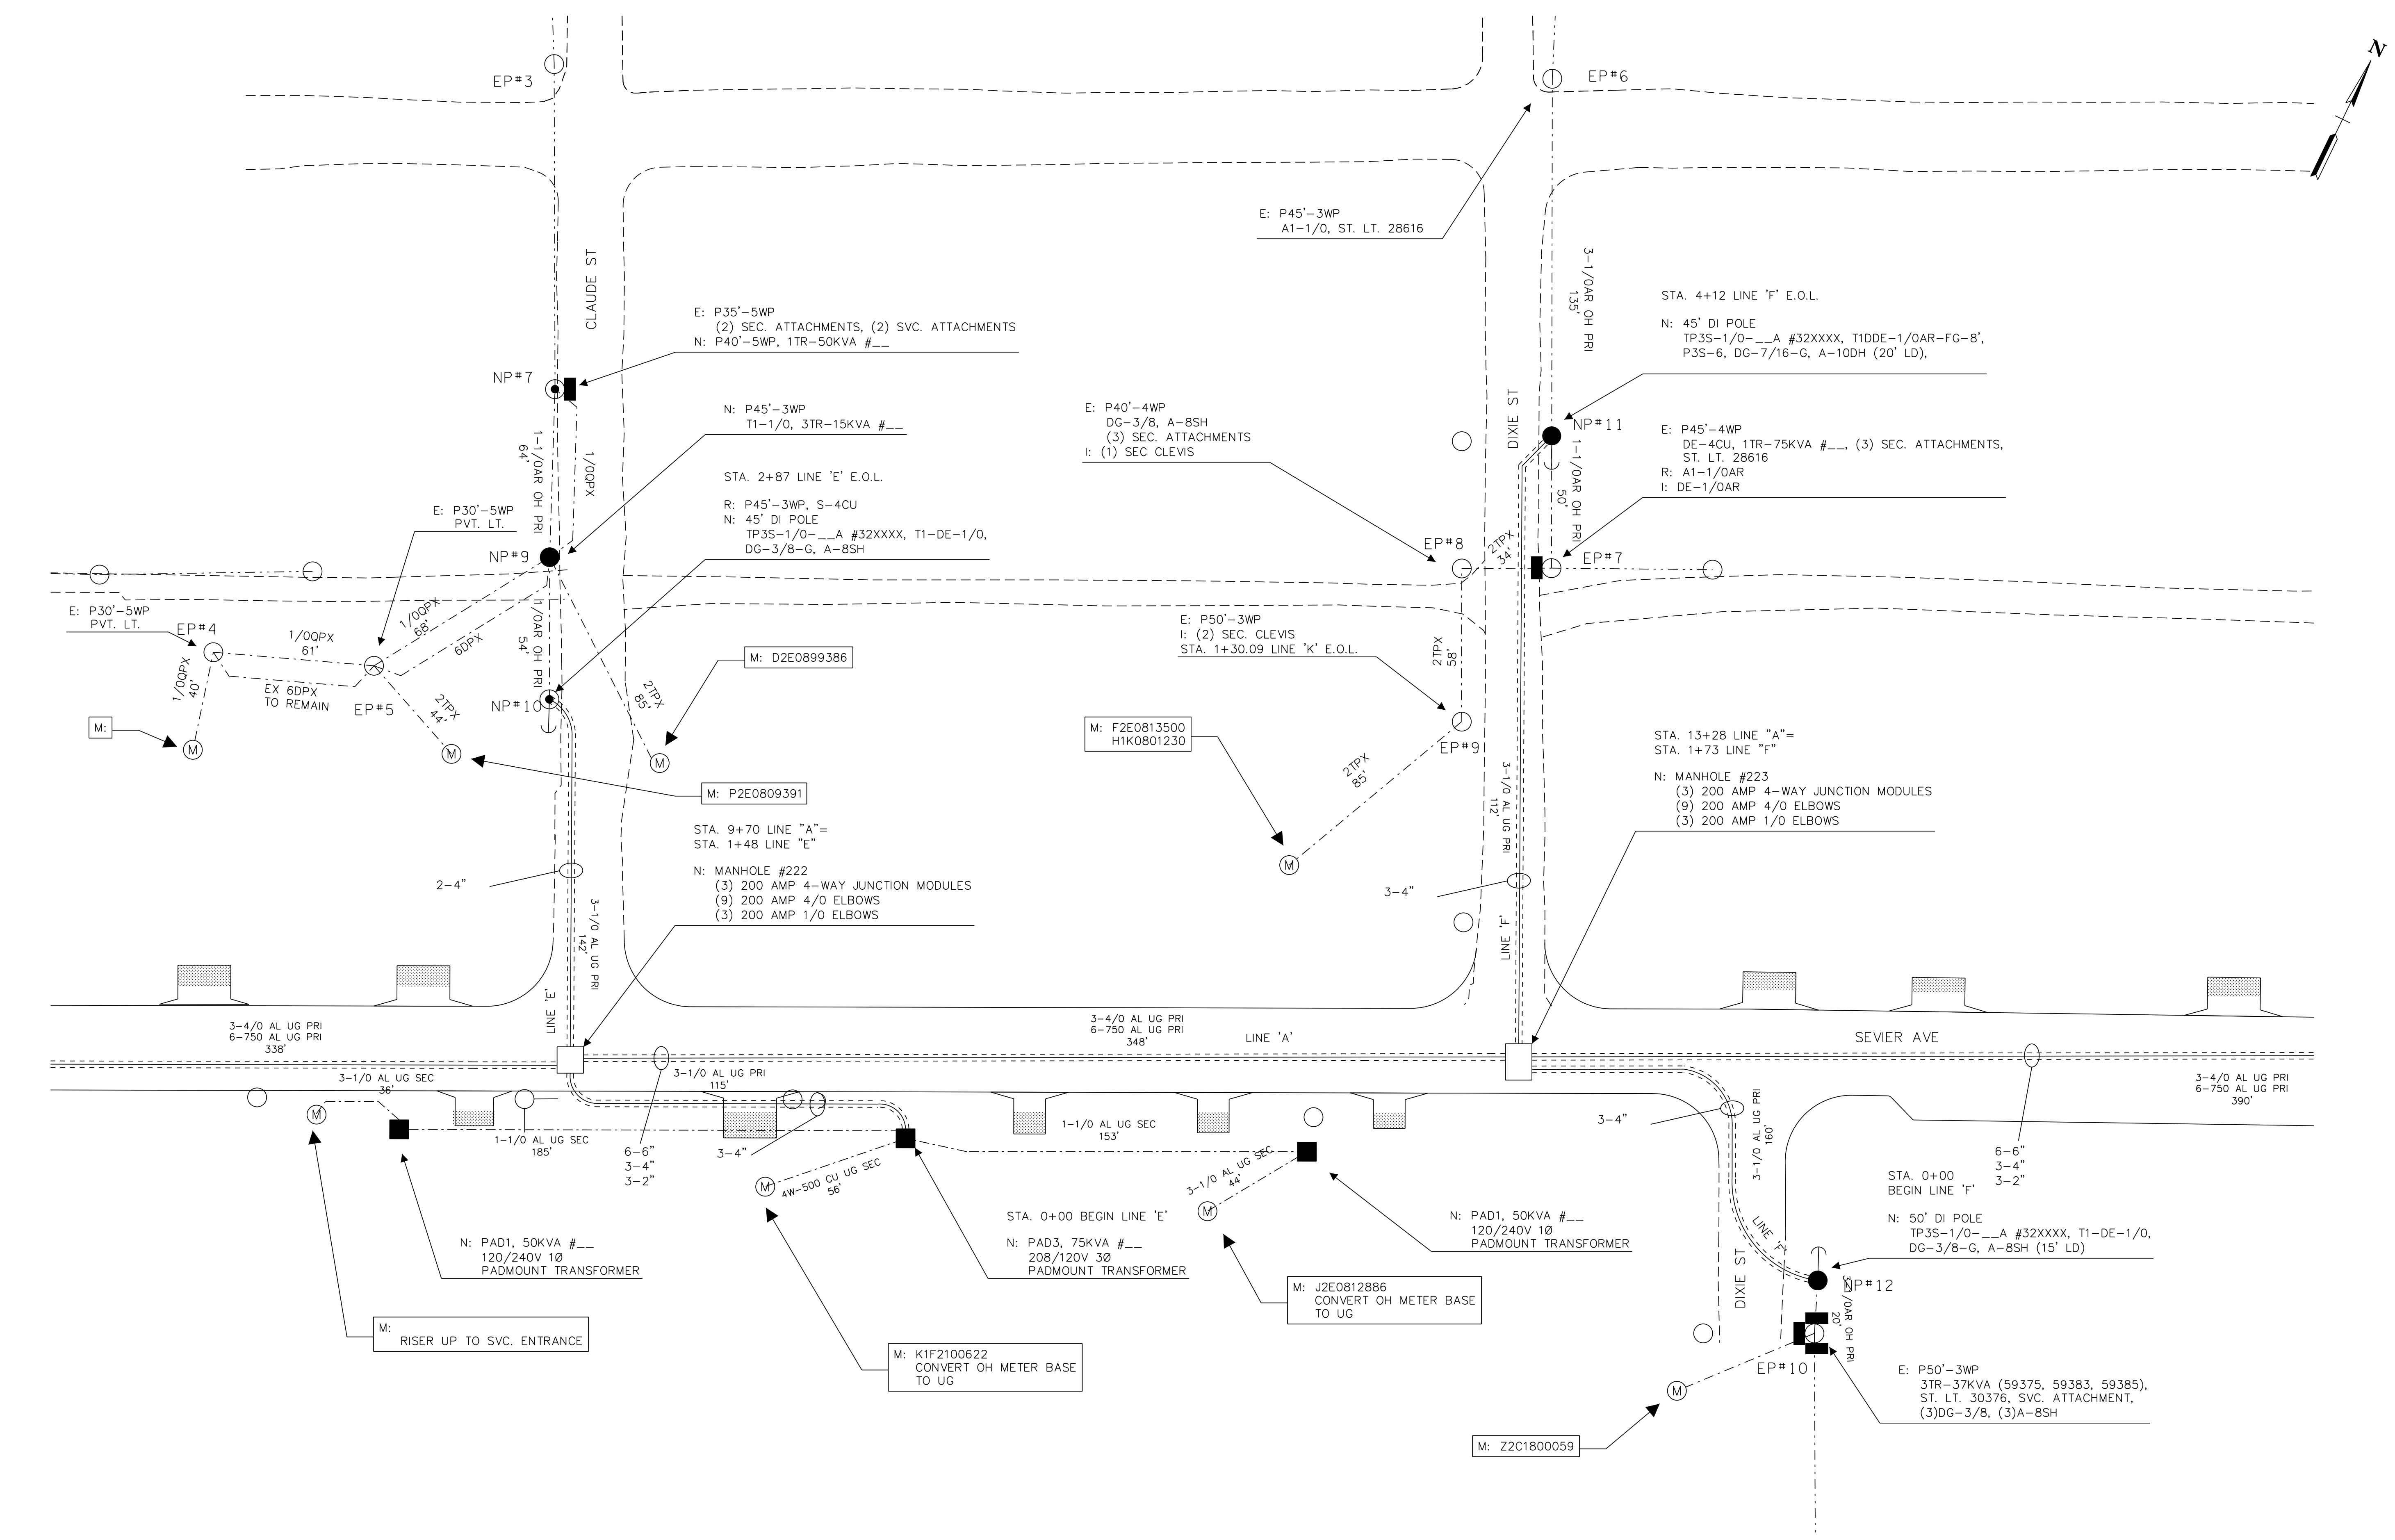 N
EP#3
EP#6
E: P45'-3WP
A1-1/0, ST. LT. 28616
CLAUDE ST
3-1/0AR OH PRI
135'
STA. 4+12 LINE 'F' E.O.L.
N: 45' DI POLE
TP3S-1/0-__A #32XXXX, T1DDE-1/0AR-FG-8',
P3S-6, DG-7/16-G, A-10DH (20' LD),
E: P35'-5WP
(2) SEC. ATTACHMENTS, (2) SVC. ATTACHMENTS
N: P40'-5WP, 1TR-50KVA #__
NP#7
N: P45'-3WP
T1-1/0, 3TR-15KVA #__
1-1/0AR OH PRI
64'
1/0QPX
E: P40'-4WP
DG-3/8, A-8SH
(3) SEC. ATTACHMENTS
I: (1) SEC CLEVIS
DIXIE ST
NP#11
1-1/0AR OH PRI
50'
E: P45'-4WP
DE-4CU, 1TR-75KVA #__, (3) SEC. ATTACHMENTS,
ST. LT. 28616
R: A1-1/0AR
I: DE-1/0AR
STA. 2+87 LINE 'E' E.O.L.
R: P45'-3WP, S-4CU
N: 45' DI POLE
TP3S-1/0-__A #32XXXX, T1-DE-1/0,
DG-3/8-G, A-8SH
E: P30'-5WP
PVT. LT.
NP#9
EP#8
2TPX
34'
EP#7
E: P30'-5WP
PVT. LT.
EP#4
1/0QPX
61'
1/0QPX
68'
6DPX
1/0AR OH PRI
54'
E: P50'-3WP
I: (2) SEC. CLEVIS
STA. 1+30.09 LINE 'K' E.O.L.
2TPX
58'
M: D2E0899386
1/0QPX
40'
EX 6DPX
TO REMAIN
EP#5
2TPX
44'
NP#10
2TPX
85'
M:
M
M
M
M: P2E0809391
M: F2E0813500
H1K0801230
EP#9
2TPX
85'
M
3-1/0 AL UG PRI
112'
STA. 13+28 LINE "A"=
STA. 1+73 LINE "F"
N: MANHOLE #223
(3) 200 AMP 4-WAY JUNCTION MODULES
(9) 200 AMP 4/0 ELBOWS
(3) 200 AMP 1/0 ELBOWS
STA. 9+70 LINE "A"=
STA. 1+48 LINE "E"
N: MANHOLE #222
(3) 200 AMP 4-WAY JUNCTION MODULES
(9) 200 AMP 4/0 ELBOWS
(3) 200 AMP 1/0 ELBOWS
2-4"
3-4"
3-1/0 AL UG PRI
142'
LINE 'E'
LINE 'F'
3-4/0 AL UG PRI
6-750 AL UG PRI
338'
3-4/0 AL UG PRI
6-750 AL UG PRI
348'
LINE 'A'
SEVIER AVE
3-1/0 AL UG SEC
36'
3-1/0 AL UG PRI
115'
3-4/0 AL UG PRI
6-750 AL UG PRI
390'
M
1-1/0 AL UG SEC
185'
6-6"
3-4"
3-2"
3-4"
1-1/0 AL UG SEC
153'
3-4"
3-1/0 AL UG PRI
160'
6-6"
3-4"
3-2"
M
4W-500 CU UG SEC
56'
3-1/0 AL UG SEC
44'
M
STA. 0+00
BEGIN LINE 'F'
N: 50' DI POLE
TP3S-1/0-__A #32XXXX, T1-DE-1/0,
DG-3/8-G, A-8SH (15' LD)
N: PAD1, 50KVA #__
120/240V 1Ø
PADMOUNT TRANSFORMER
STA. 0+00 BEGIN LINE 'E'
N: PAD3, 75KVA #__
208/120V 3Ø
PADMOUNT TRANSFORMER
N: PAD1, 50KVA #__
120/240V 1Ø
PADMOUNT TRANSFORMER
LINE 'F'
DIXIE ST
NP#12
3-1/0AR OH PRI
20'
M: J2E0812886
CONVERT OH METER BASE
TO UG
M:
RISER UP TO SVC. ENTRANCE
M: K1F2100622
CONVERT OH METER BASE
TO UG
EP#10
M
E: P50'-3WP
3TR-37KVA (59375, 59383, 59385),
ST. LT. 30376, SVC. ATTACHMENT,
(3)DG-3/8, (3)A-8SH
M: Z2C1800059